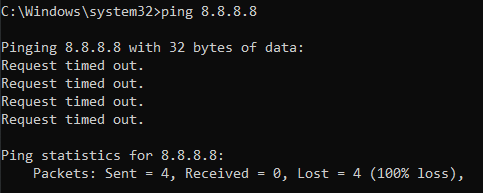 C:\Windows\system32>ping 8.8.8.8
Pinging 8.8.8.8 with 32 bytes of data:
Request timed out.
Request timed out.
Request timed out.
Request timed out.
Ping statistics for 8.8.8.8:
Packets: Sent = 4, Received = 0, Lost = 4 (100% loss),